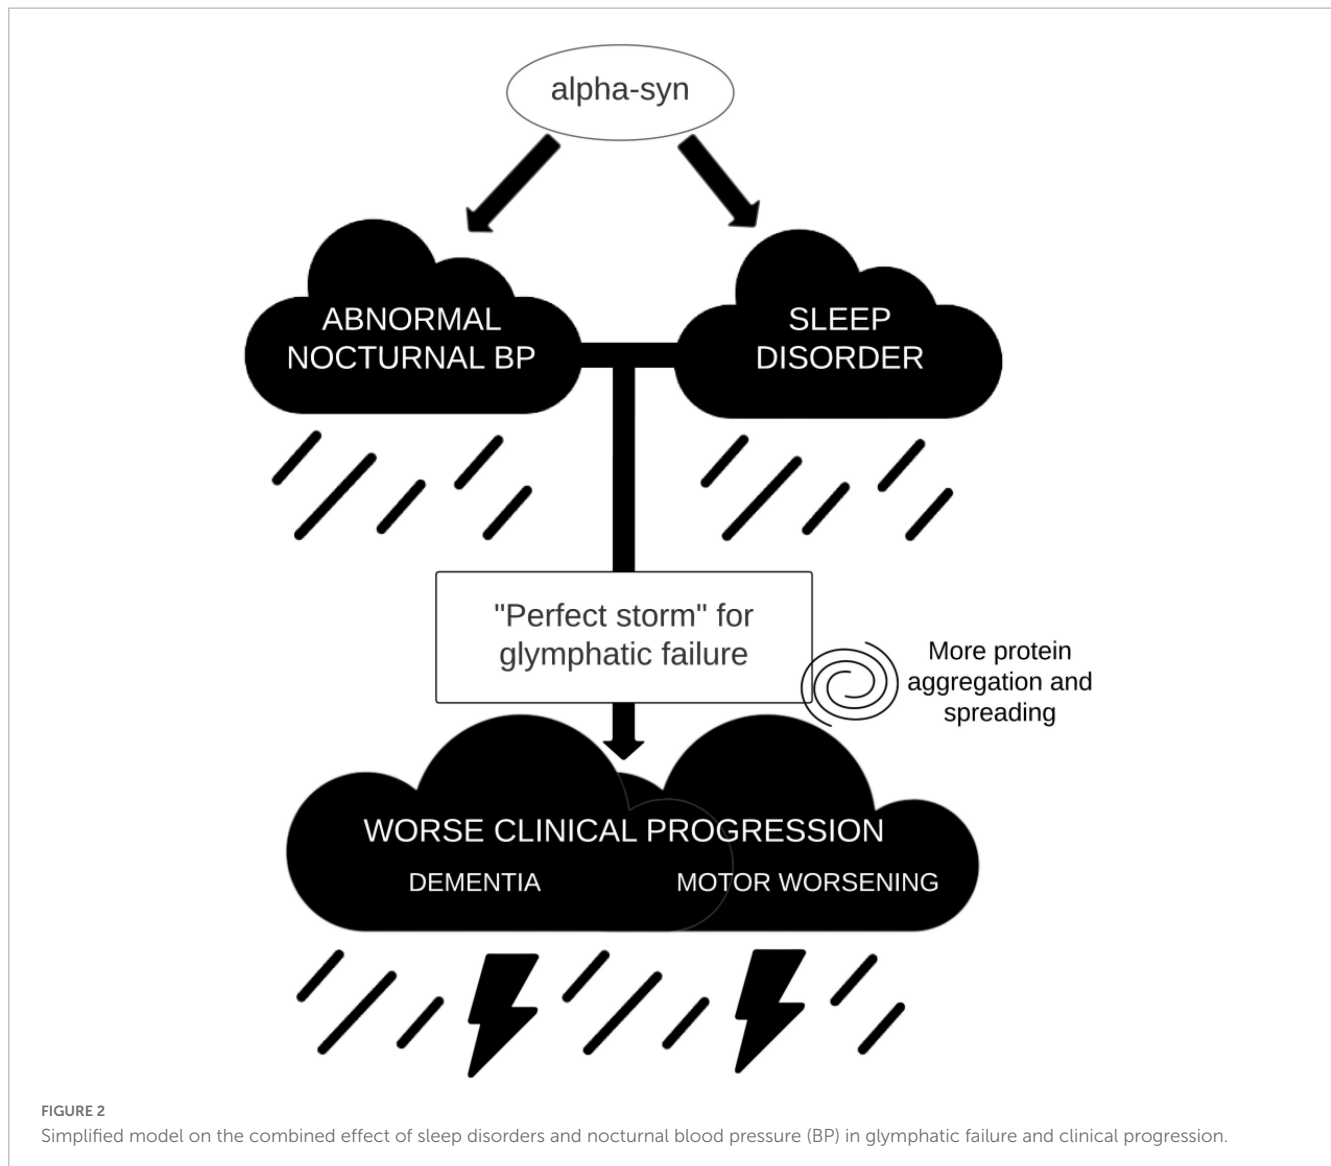 alpha-syn
ABNORMAL
NOCTURNAL BP
SLEEP
DISORDER
"Perfect storm" for
glymphatic failure
More protein
aggregation and
spreading
WORSE CLINICAL PROGRESSION
DEMENTIA
MOTOR WORSENING
FIGURE 2
Simplified model on the combined effect of sleep disorders and nocturnal blood pressure (BP) in glymphatic failure and clinical progression.